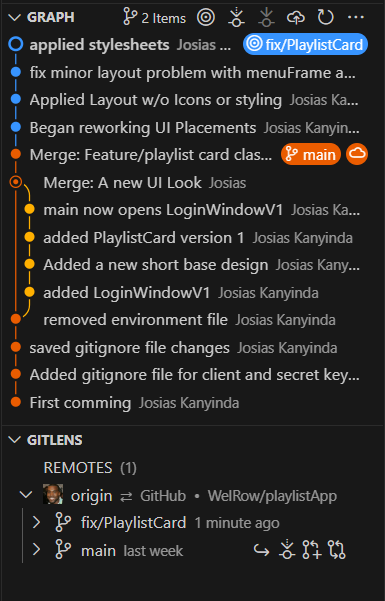 GRAPH 2 Items
applied stylesheets Josias ... fix/PlaylistCard
fix minor layout problem with menuFrame a...
Applied Layout w/o Icons or styling Josias Ka...
Began reworking UI Placements Josias Kanyin...
Merge: Feature/playlist card clas... main
Merge: A new UI Look Josias
main now opens LoginWindowV1 Josias Ka...
added PlaylistCard version 1 Josias Kanyinda
Added a new short base design Josias Kany...
added LoginWindowV1 Josias Kanyinda
removed environment file Josias Kanyinda
saved gitignore file changes Josias Kanyinda
Added gitignore file for client and secret key...
First comming Josias Kanyinda
GITLENS
REMOTES (1)
origin ⇄ GitHub • WelRow/playlistApp
fix/PlaylistCard 1 minute ago
main last week